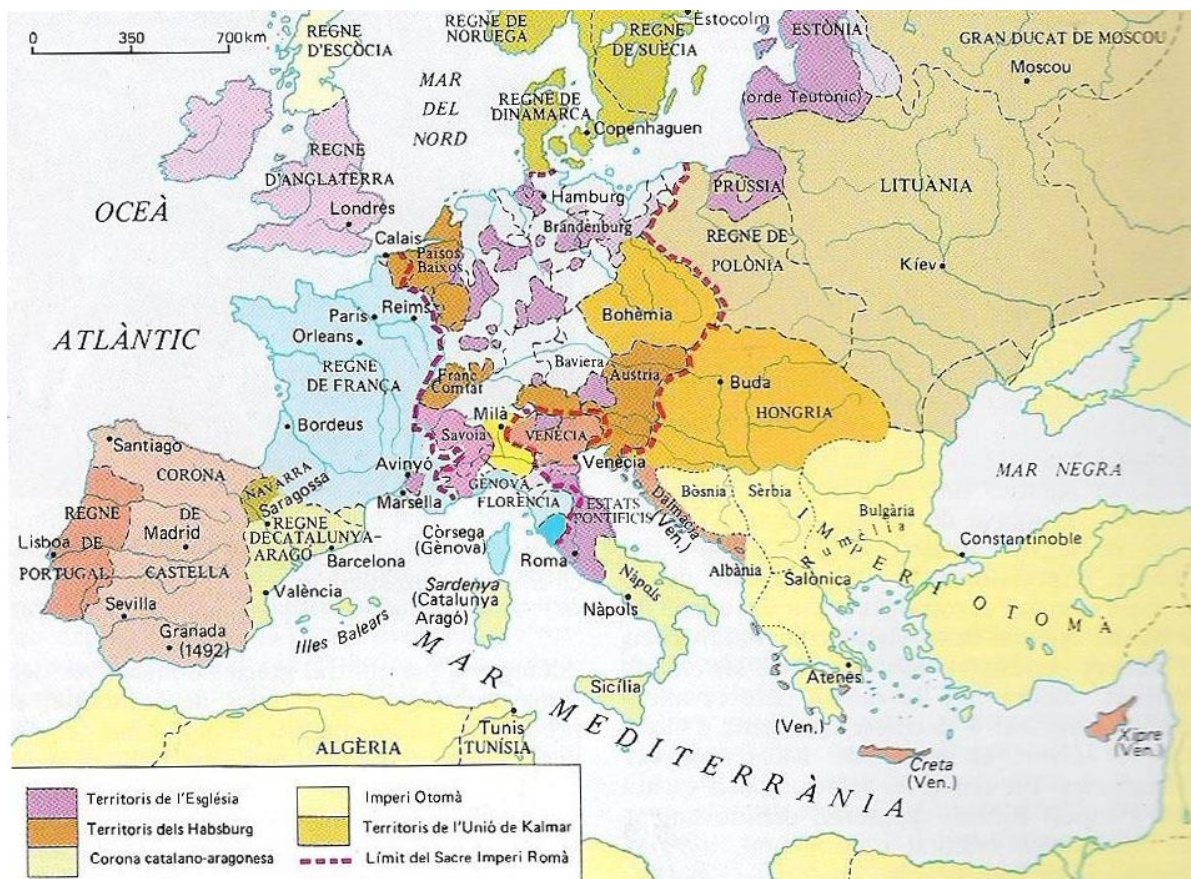 0 350 700 km
REGNE
D'ESCÒCIA
REGNE DE
NORUEGA
Estocolm
REGNE
DE SUÈCIA
ESTÒNIA
GRAN DUCAT DE MOSCOU
Moscou
MAR
DEL
NORD
REGNE DE
DINAMARCA
Copenhaguen
(orde Teutònic)
REGNE
D'ANGLATERRA
Londres
OCEÀ
ATLÀNTIC
Hamburg
Brandenburg
PRÚSSIA
LITUÀNIA
REGNE DE
POLÒNIA
Kíev
Calais
Països
Baixos
París
Reims
Orleans
REGNE
DE FRANÇA
Bohèmia
Baviera
Àustria
Franc
Comtat
Buda
HONGRIA
Bordeus
Savoia
Milà
VENÈCIA
Venècia
Avinyó
Marsella
GÈNOVA
FLORÈNCIA
ESTATS
PONTIFICIS
Dalmàcia
(Ven.)
Bòsnia
Sèrbia
Bulgària
Rumèlia
IMPERI OTOMÀ
MAR NEGRA
Constantinoble
Santiago
CORONA
DE
CASTELLA
NAVARRA
Saragossa
REGNE
DE CATALUNYA-
ARAGÓ
Madrid
REGNE
DE
PORTUGAL
Lisboa
Barcelona
València
Sevilla
Granada
(1492)
Illes Balears
Còrsega
(Gènova)
Roma
Sardenya
(Catalunya
Aragó)
Nàpols
Nàpols
Albània
Salònica
Atenes
Sicília
(Ven.)
Creta
(Ven.)
Xipre
(Ven.)
MAR MEDITERRÀNIA
ALGÈRIA
Tunis
TUNÍSIA
Territoris de l'Església
Territoris dels Habsburg
Corona catalano-aragonesa
Imperi Otomà
Territoris de l'Unió de Kalmar
Límit del Sacre Imperi Romà